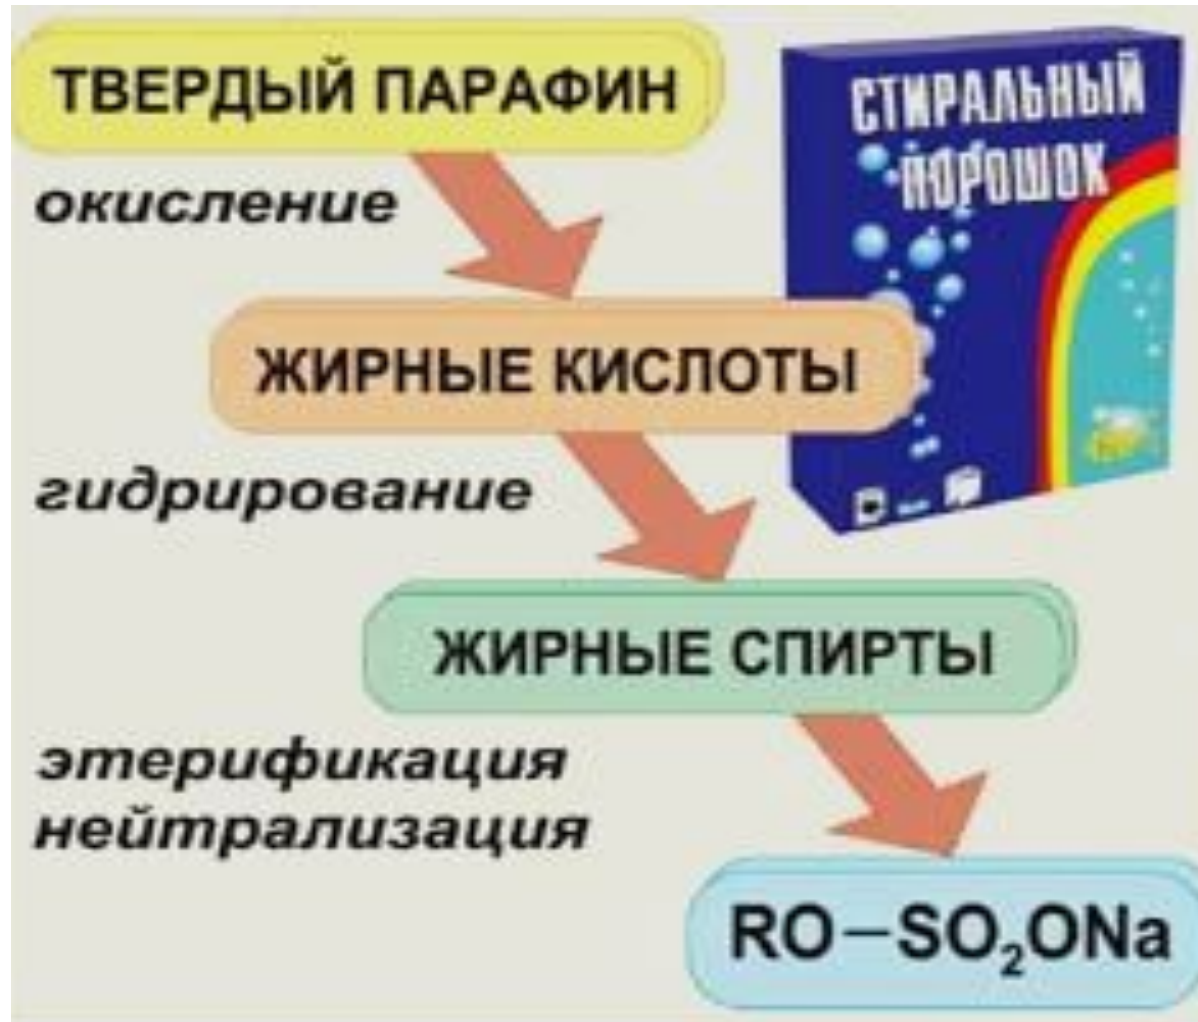 ТВЕРДЫЙ ПАРАФИН
СТИРАЛЬНЫЙ
ПОРОШОК
окисление
ЖИРНЫЕ КИСЛОТЫ
гидрирование
ЖИРНЫЕ СПИРТЫ
этерификация
нейтрализация
RO–SO₂ONa